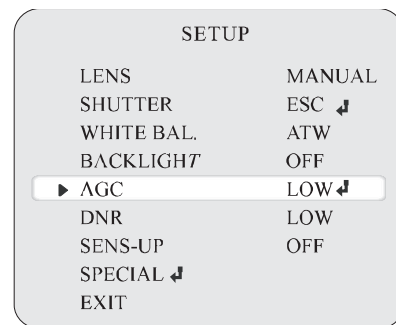 SETUP
LENS MANUAL
SHUTTER ESC ↲
WHITE BAL. ATW
BACKLIGHT OFF
▶ AGC LOW ↲
DNR LOW
SENS-UP OFF
SPECIAL ↲
EXIT